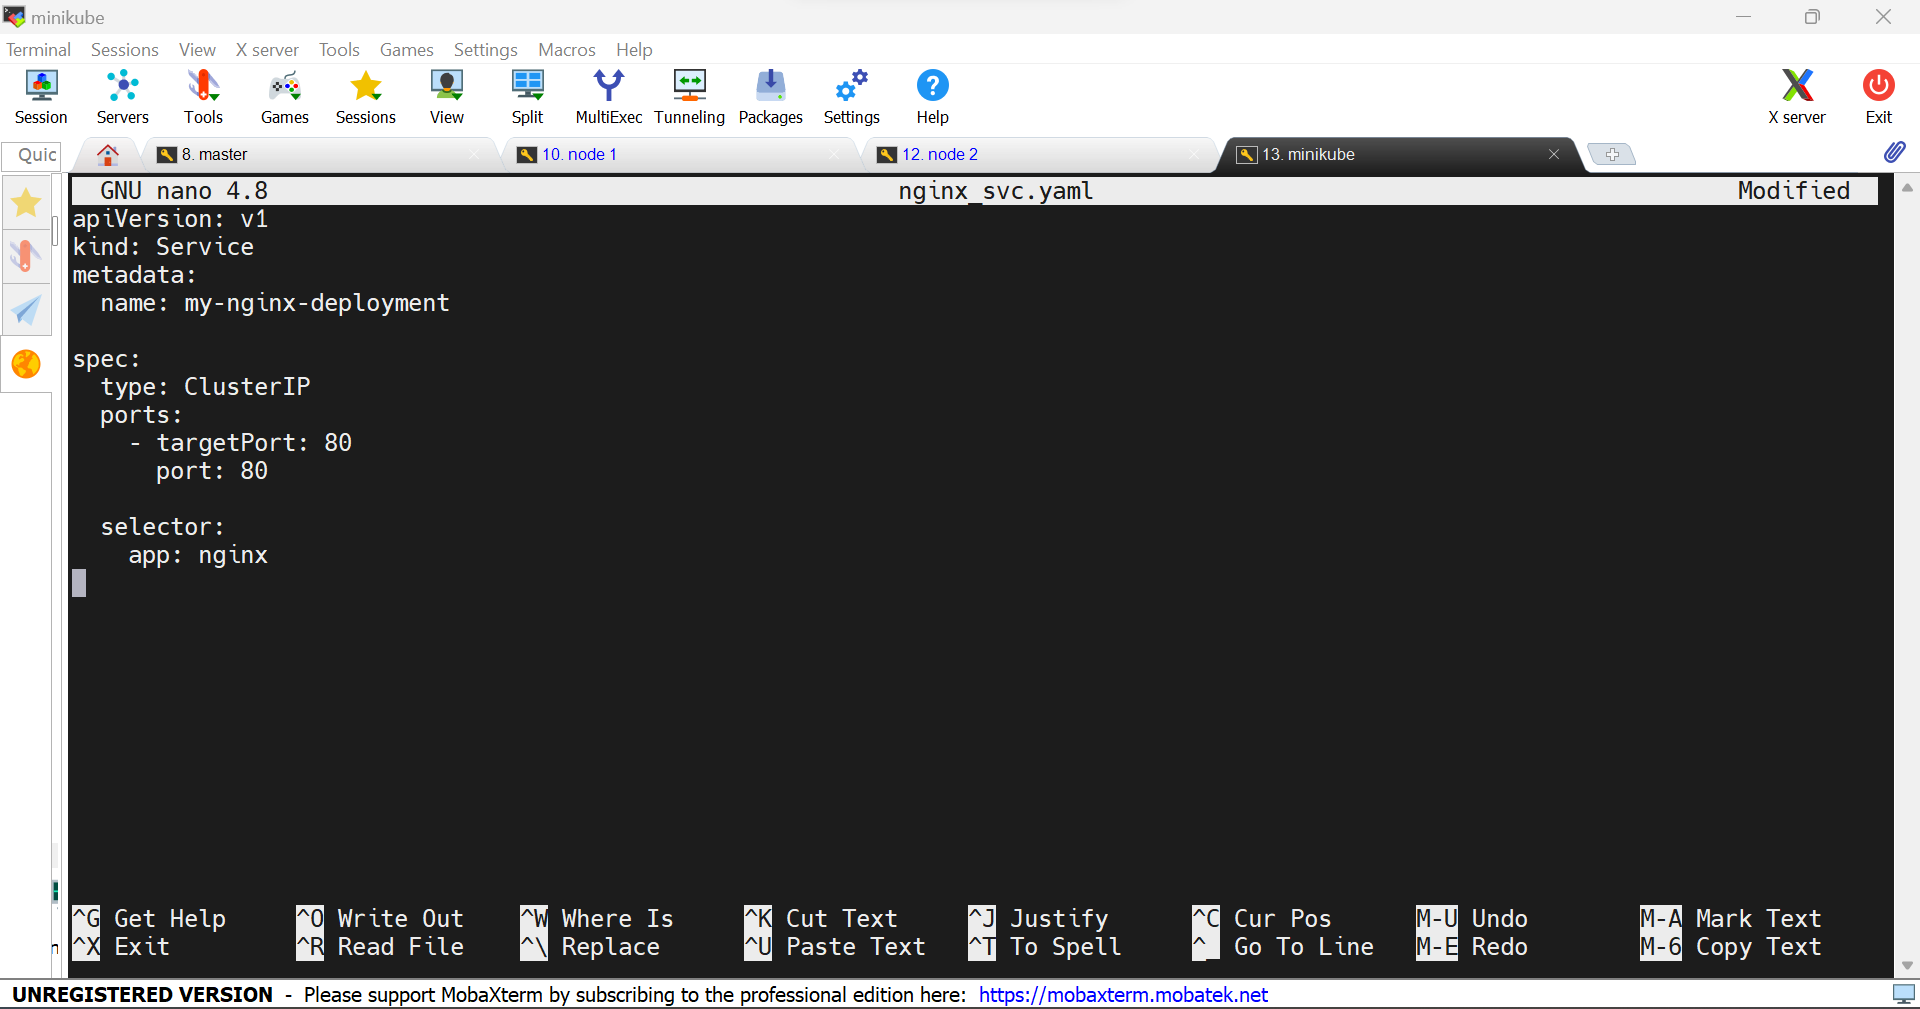 minikube
Terminal Sessions View X server Tools Games Settings Macros Help
Session Servers Tools Games Sessions View Split MultiExec Tunneling Packages Settings Help X server Exit
Quic 8. master 10. node 1 12. node 2 13. minikube
GNU nano 4.8 nginx_svc.yaml Modified
apiVersion: v1
kind: Service
metadata:
  name: my-nginx-deployment
spec:
  type: ClusterIP
  ports:
    - targetPort: 80
      port: 80
  selector:
    app: nginx
^G Get Help ^O Write Out ^W Where Is ^K Cut Text ^J Justify ^C Cur Pos M-U Undo M-A Mark Text
^X Exit ^R Read File ^\ Replace ^U Paste Text ^T To Spell ^_ Go To Line M-E Redo M-6 Copy Text
UNREGISTERED VERSION - Please support MobaXterm by subscribing to the professional edition here: https://mobaxterm.mobatek.net